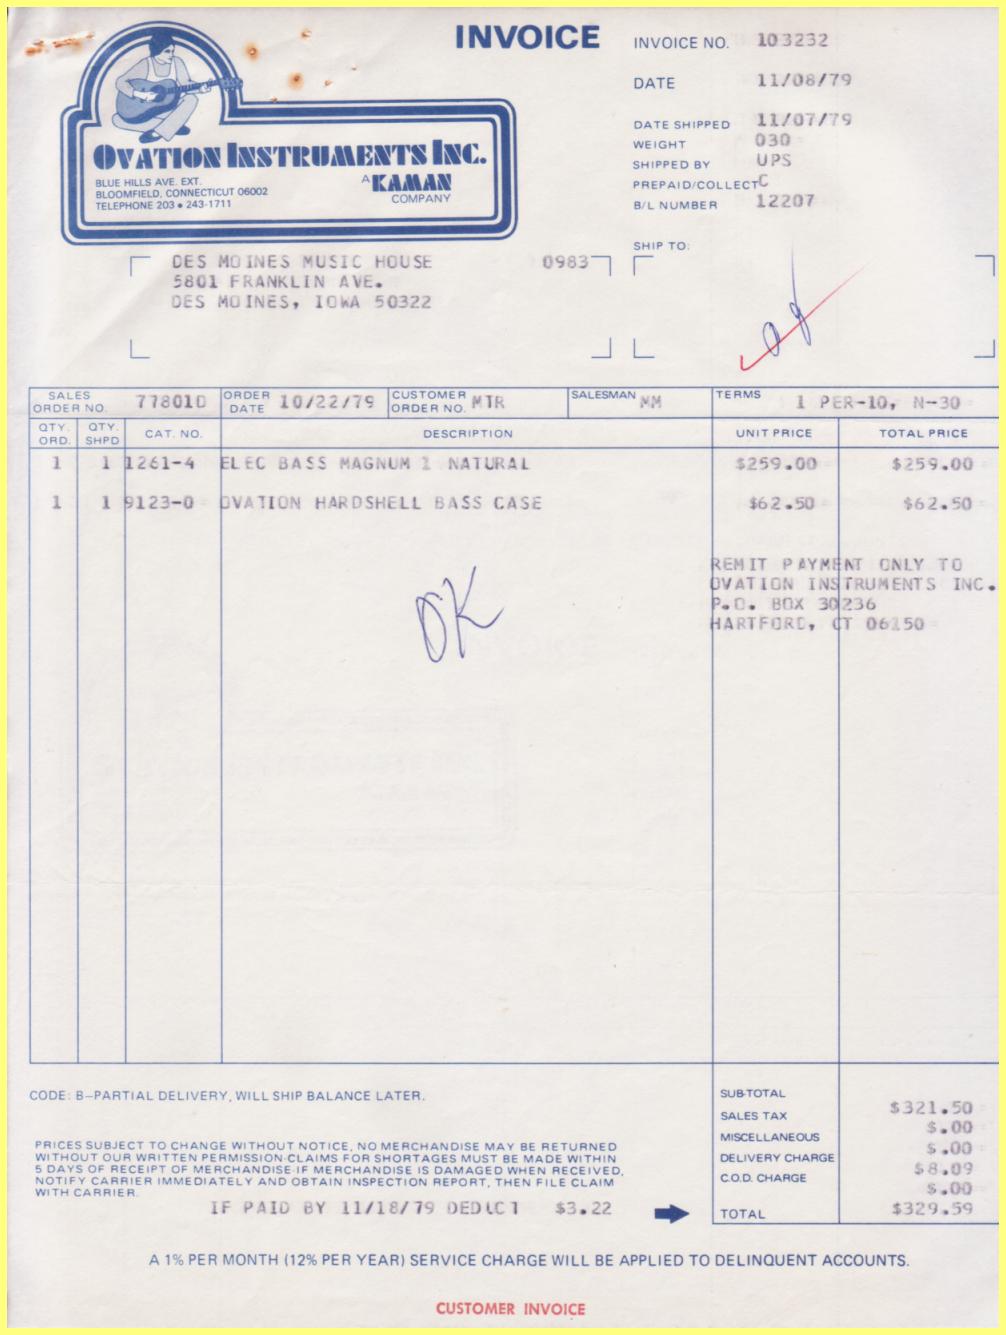 INVOICE
INVOICE NO. 103232
DATE 11/08/79
DATE SHIPPED 11/07/79
WEIGHT 030
SHIPPED BY UPS
PREPAID/COLLECT C
B/L NUMBER 12207
OVATION INSTRUMENTS INC.
BLUE HILLS AVE. EXT.
BLOOMFIELD, CONNECTICUT 06002
TELEPHONE 203 • 243-1711
A KAMAN
COMPANY
SHIP TO:
DES MOINES MUSIC HOUSE 0983
5801 FRANKLIN AVE.
DES MOINES, IOWA 50322
SALES ORDER NO. 778010 ORDER DATE 10/22/79 CUSTOMER ORDER NO. MTR SALESMAN MM TERMS 1 PER-10, N-30
QTY. ORD. QTY. SHPD CAT. NO. DESCRIPTION UNIT PRICE TOTAL PRICE
1 1 1261-4 ELEC BASS MAGNUM 1 NATURAL $259.00 $259.00
1 1 9123-0 OVATION HARDSHELL BASS CASE $62.50 $62.50
REMIT PAYMENT ONLY TO
OVATION INSTRUMENTS INC.
P.O. BOX 30236
HARTFORD, CT 06150
OK
CODE: B–PARTIAL DELIVERY, WILL SHIP BALANCE LATER.
SUB-TOTAL $321.50
SALES TAX $.00
MISCELLANEOUS $.00
DELIVERY CHARGE $8.09
C.O.D. CHARGE $.00
TOTAL $329.59
PRICES SUBJECT TO CHANGE WITHOUT NOTICE, NO MERCHANDISE MAY BE RETURNED
WITHOUT OUR WRITTEN PERMISSION-CLAIMS FOR SHORTAGES MUST BE MADE WITHIN
5 DAYS OF RECEIPT OF MERCHANDISE-IF MERCHANDISE IS DAMAGED WHEN RECEIVED,
NOTIFY CARRIER IMMEDIATELY AND OBTAIN INSPECTION REPORT, THEN FILE CLAIM
WITH CARRIER.
IF PAID BY 11/18/79 DEDUCT $3.22
A 1% PER MONTH (12% PER YEAR) SERVICE CHARGE WILL BE APPLIED TO DELINQUENT ACCOUNTS.
CUSTOMER INVOICE